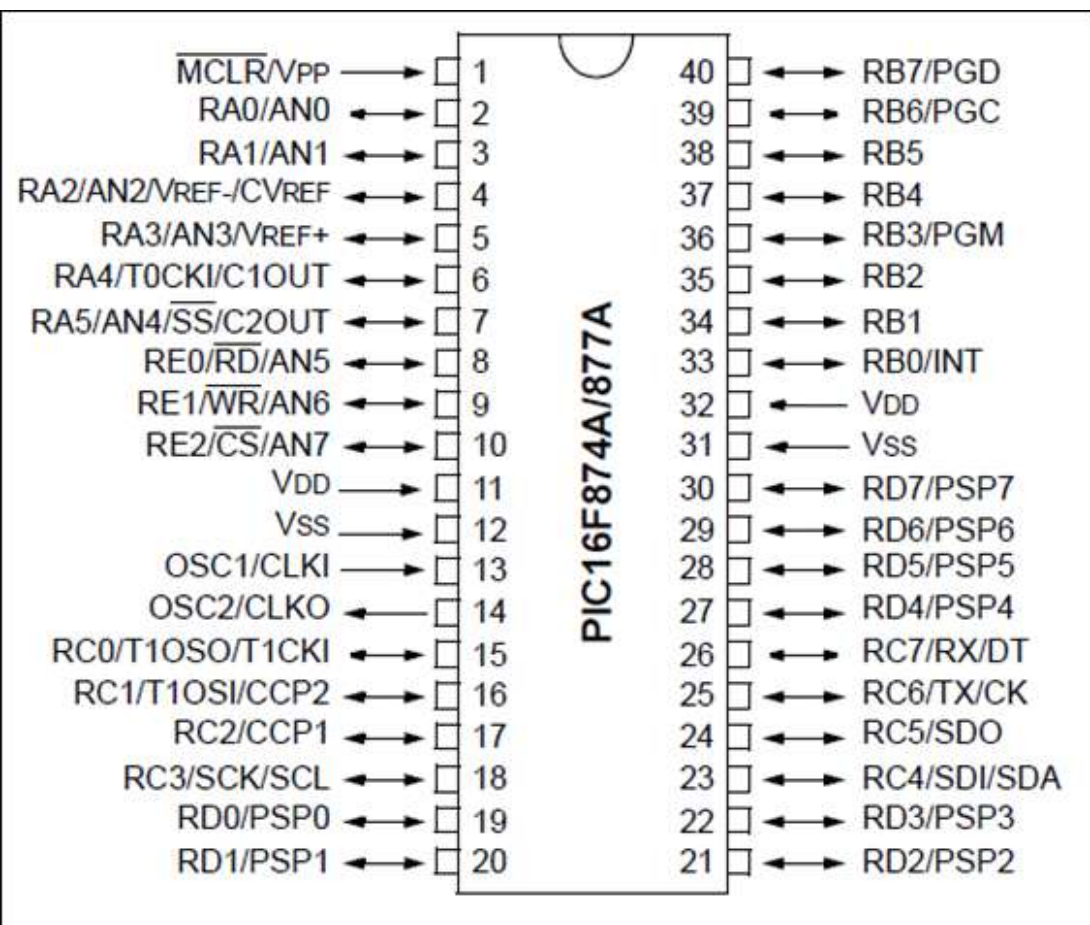 MCLR/VPP 1 40 RB7/PGD
RA0/AN0 2 39 RB6/PGC
RA1/AN1 3 38 RB5
RA2/AN2/VREF-/CVREF 4 37 RB4
RA3/AN3/VREF+ 5 36 RB3/PGM
RA4/T0CKI/C1OUT 6 35 RB2
RA5/AN4/SS/C2OUT 7 34 RB1
RE0/RD/AN5 8 33 RB0/INT
RE1/WR/AN6 9 32 VDD
RE2/CS/AN7 10 31 VSS
VDD 11 30 RD7/PSP7
VSS 12 29 RD6/PSP6
OSC1/CLKI 13 28 RD5/PSP5
OSC2/CLKO 14 27 RD4/PSP4
RC0/T1OSO/T1CKI 15 26 RC7/RX/DT
RC1/T1OSI/CCP2 16 25 RC6/TX/CK
RC2/CCP1 17 24 RC5/SDO
RC3/SCK/SCL 18 23 RC4/SDI/SDA
RD0/PSP0 19 22 RD3/PSP3
RD1/PSP1 20 21 RD2/PSP2
PIC16F874A/877A